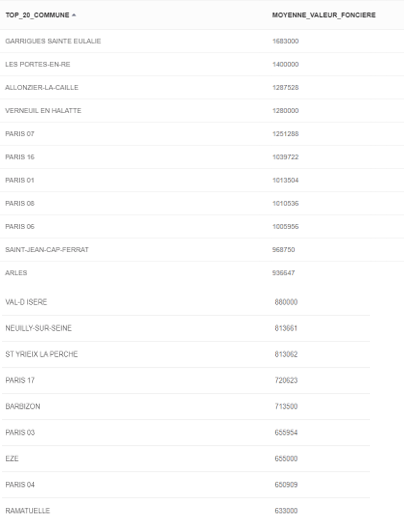 TOP_20_COMMUNE MOYENNE_VALEUR_FONCIERE
GARRIGUES SAINTE EULALIE 1683000
LES PORTES-EN-RE 1400000
ALLONZIER-LA-CAILLE 1287528
VERNEUIL EN HALATTE 1280000
PARIS 07 1251288
PARIS 16 1039722
PARIS 01 1013504
PARIS 08 1010536
PARIS 06 1005956
SAINT-JEAN-CAP-FERRAT 968750
ARLES 936647
VAL-D ISERE 880000
NEUILLY-SUR-SEINE 813661
ST YRIEIX LA PERCHE 813062
PARIS 17 720623
BARBIZON 713500
PARIS 03 655954
EZE 655000
PARIS 04 650909
RAMATUELLE 633000